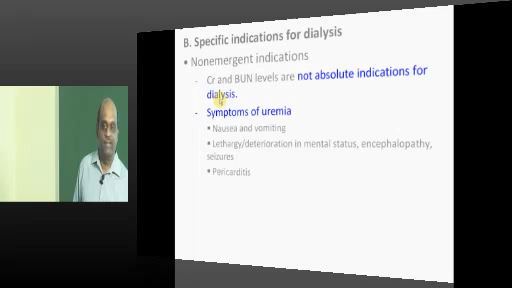 B. Specific indications for dialysis
• Nonemergent indications
- Cr and BUN levels are not absolute indications for
dialysis.
- Symptoms of uremia
▪ Nausea and vomiting
▪ Lethargy/deterioration in mental status, encephalopathy,
seizures
▪ Pericarditis